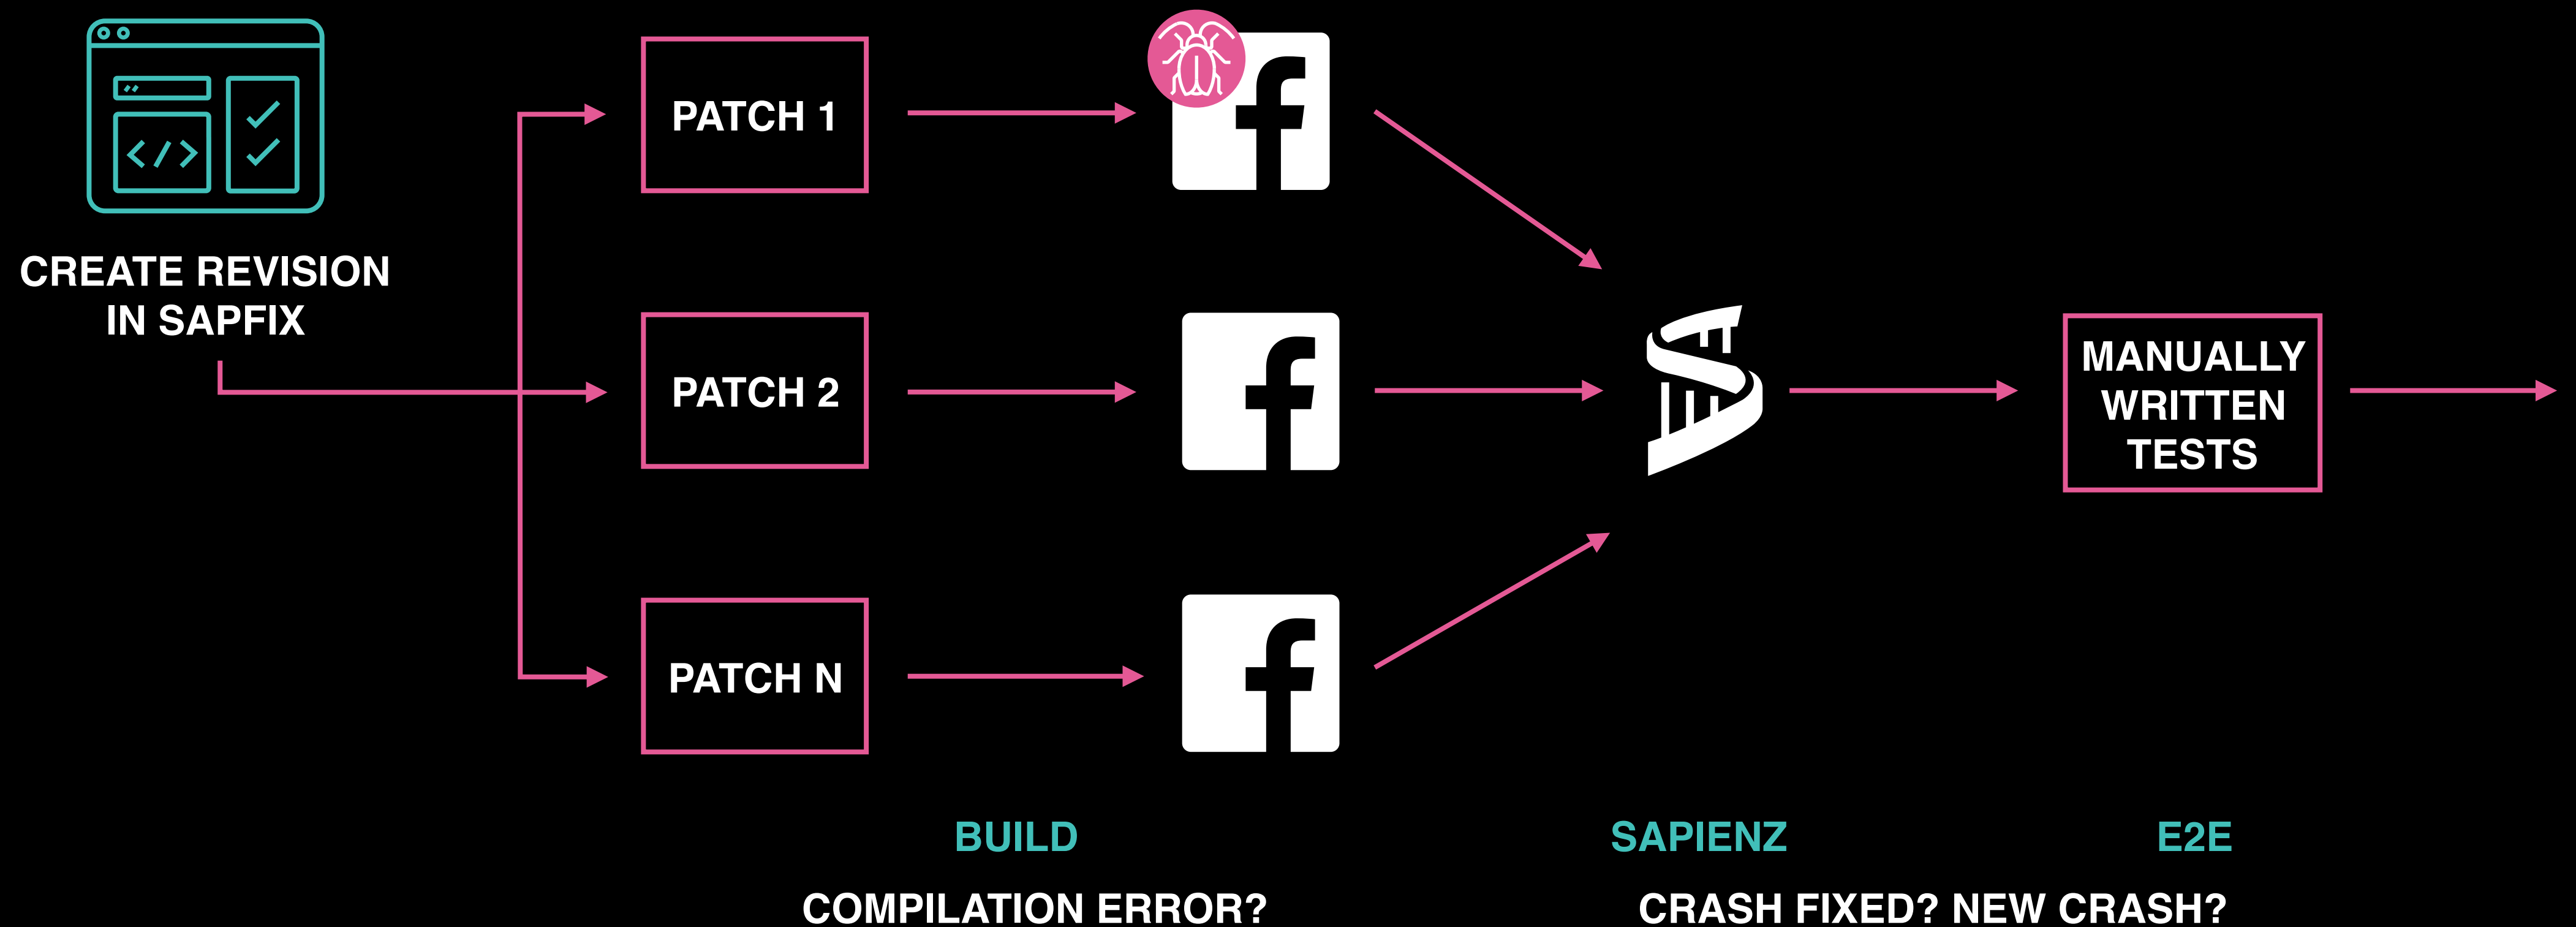 CREATE REVISION
IN SAPFIX
PATCH 1
PATCH 2
PATCH N
MANUALLY
WRITTEN
TESTS
BUILD
SAPIENZ
E2E
COMPILATION ERROR?
CRASH FIXED? NEW CRASH?